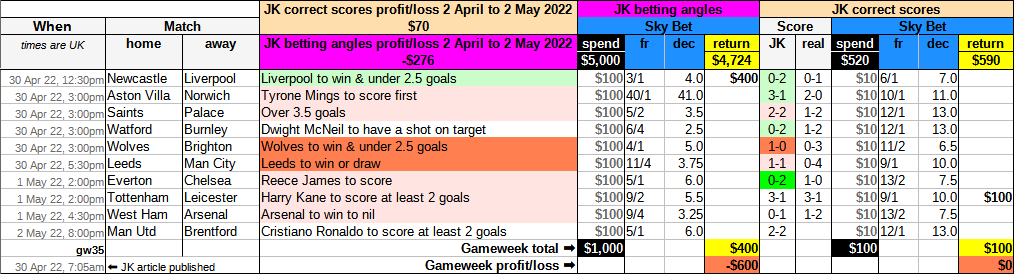 JK correct scores profit/loss 2 April to 2 May 2022 JK betting angles JK correct scores
When Match $70 Sky Bet Score Sky Bet
times are UK home away JK betting angles profit/loss 2 April to 2 May 2022 spend fr dec return JK real spend fr dec return
-$276 $5,000 $4,724 $520 $590
30 Apr 22, 12:30pm Newcastle Liverpool Liverpool to win & under 2.5 goals $100 3/1 4.0 $400 0-2 0-1 $10 6/1 7.0
30 Apr 22, 3:00pm Aston Villa Norwich Tyrone Mings to score first $100 40/1 41.0 3-1 2-0 $10 10/1 11.0
30 Apr 22, 3:00pm Saints Palace Over 3.5 goals $100 5/2 3.5 2-2 1-2 $10 12/1 13.0
30 Apr 22, 3:00pm Watford Burnley Dwight McNeil to have a shot on target $100 6/4 2.5 0-2 1-2 $10 12/1 13.0
30 Apr 22, 3:00pm Wolves Brighton Wolves to win & under 2.5 goals $100 4/1 5.0 1-0 0-3 $10 11/2 6.5
30 Apr 22, 5:30pm Leeds Man City Leeds to win or draw $100 11/4 3.75 1-1 0-4 $10 9/1 10.0
1 May 22, 2:00pm Everton Chelsea Reece James to score $100 5/1 6.0 0-2 1-0 $10 13/2 7.5
1 May 22, 2:00pm Tottenham Leicester Harry Kane to score at least 2 goals $100 9/2 5.5 3-1 3-1 $10 9/1 10.0 $100
1 May 22, 4:30pm West Ham Arsenal Arsenal to win to nil $100 9/4 3.25 0-1 1-2 $10 13/2 7.5
2 May 22, 8:00pm Man Utd Brentford Cristiano Ronaldo to score at least 2 goals $100 5/1 6.0 2-2 $10 12/1 13.0
gw35 Gameweek total ➡ $1,000 $400 $100 $100
30 Apr 22, 7:05am ⬅ JK article published Gameweek profit/loss ➡ -$600 $0